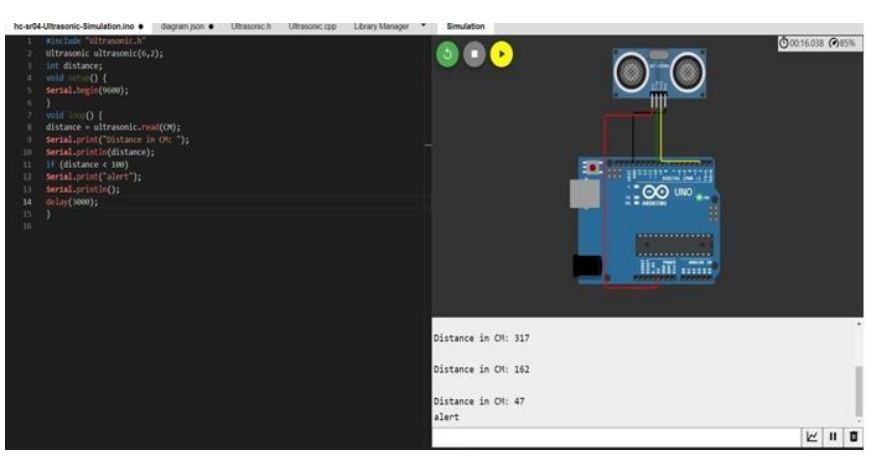 hc-sr04-Ultrasonic-Simulation.ino ● diagram.json ● Ultrasonic.h Ultrasonic.cpp Library Manager ▼
1 #include "Ultrasonic.h"
2 Ultrasonic ultrasonic(6,2);
3 int distance;
4 void setup() {
5 Serial.begin(9600);
6 }
7 void loop() {
8 distance = ultrasonic.read(CM);
9 Serial.print("Distance in CM: ");
10 Serial.println(distance);
11 if (distance < 100)
12 Serial.print("alert");
13 Serial.println();
14 delay(3000);
15 }
16
Simulation
00:16.038 85%
UNO
ARDUINO
Distance in CM: 317
Distance in CM: 162
Distance in CM: 47
alert